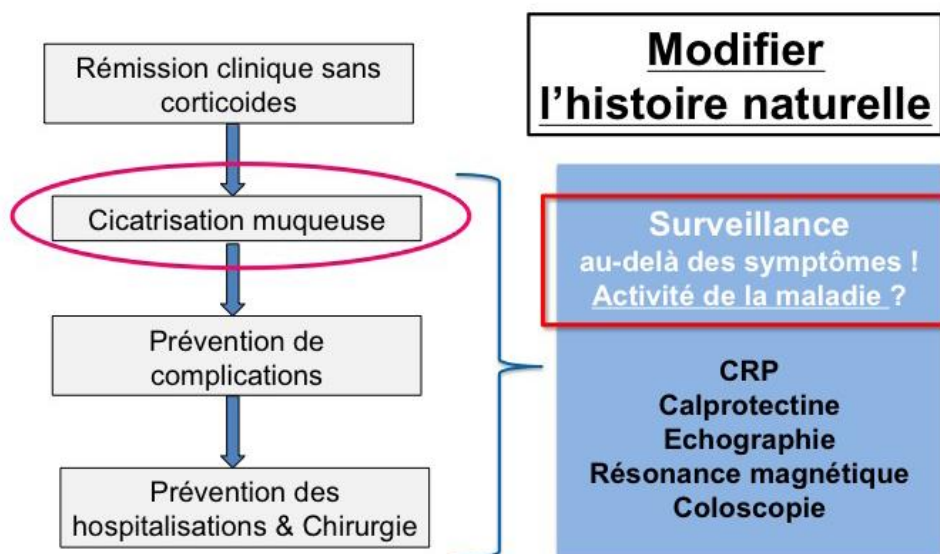 Rémission clinique sans
corticoides
Cicatrisation muqueuse
Prévention de
complications
Prévention des
hospitalisations & Chirurgie
Modifier
l'histoire naturelle
Surveillance
au-delà des symptômes !
Activité de la maladie ?
CRP
Calprotectine
Echographie
Résonance magnétique
Coloscopie